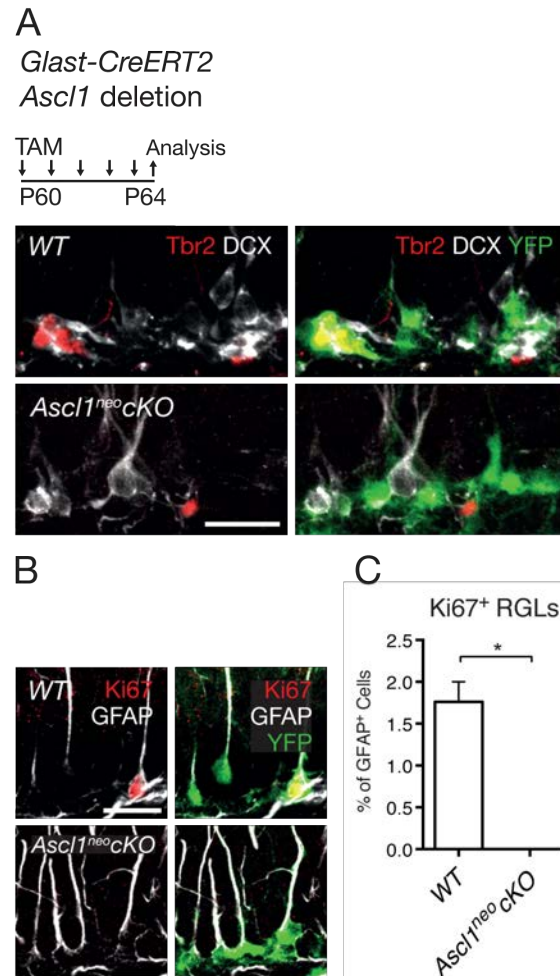 A
Glast-CreERT2
Ascl1 deletion
TAM Analysis
P60 P64
WT Tbr2 DCX
Tbr2 DCX YFP
Ascl1neocKO
B
WT Ki67
GFAP
Ki67
GFAP
YFP
Ascl1neocKO
C
Ki67+ RGLs
*
% of GFAP+ Cells
2.5
2.0
1.5
1.0
0.5
0.0
WT
Ascl1neo cKO